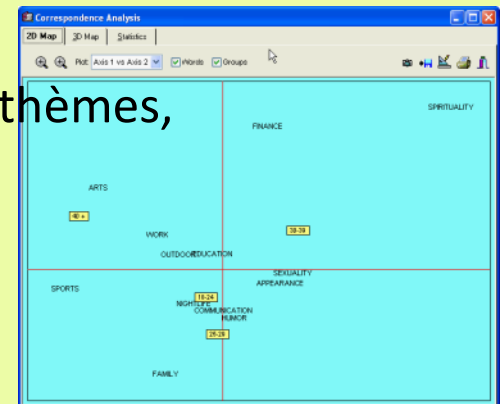 Correspondence Analysis
2D Map 3D Map Statistics
Plot: Axis 1 vs Axis 2 Words Groups
thèmes,
SPIRITUALITY
FINANCE
ARTS
40 +
30-39
WORK
OUTDOOR EDUCATION
SEXUALITY
APPEARANCE
SPORTS
18-24
NIGHTLIFE
COMMUNICATION
HUMOR
25-29
FAMILY